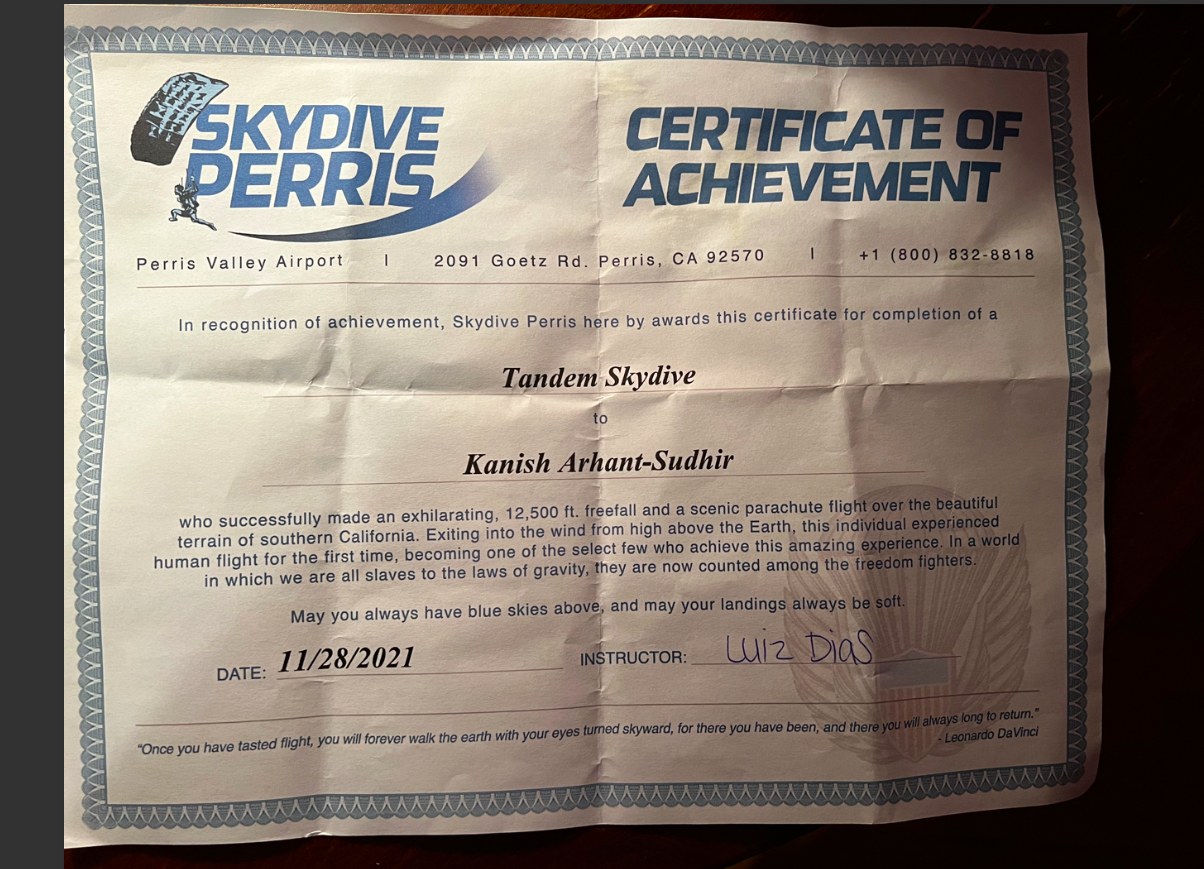 SKYDIVE
PERRIS
CERTIFICATE OF
ACHIEVEMENT
Perris Valley Airport | 2091 Goetz Rd. Perris, CA 92570 | +1 (800) 832-8818
In recognition of achievement, Skydive Perris here by awards this certificate for completion of a
Tandem Skydive
to
Kanish Arhant-Sudhir
who successfully made an exhilarating, 12,500 ft. freefall and a scenic parachute flight over the beautiful
terrain of southern California. Exiting into the wind from high above the Earth, this individual experienced
human flight for the first time, becoming one of the select few who achieve this amazing experience. In a world
in which we are all slaves to the laws of gravity, they are now counted among the freedom fighters.
May you always have blue skies above, and may your landings always be soft.
DATE: 11/28/2021 INSTRUCTOR: Luiz Dias
"Once you have tasted flight, you will forever walk the earth with your eyes turned skyward, for there you have been, and there you will always long to return."
- Leonardo DaVinci